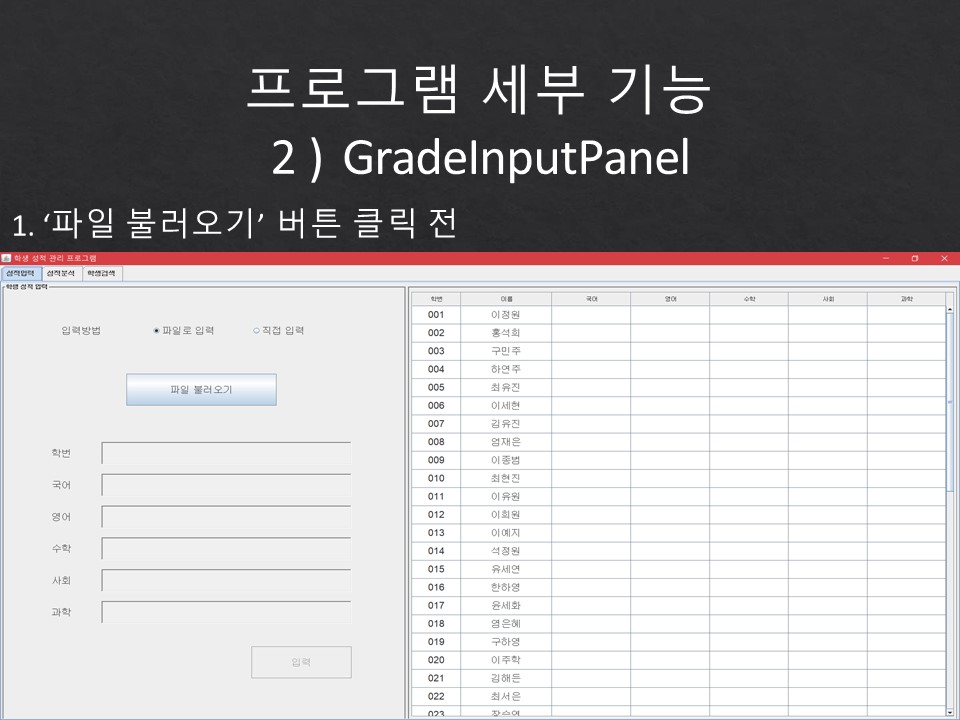 프로그램 세부 기능
2 ) GradeInputPanel
1. ‘파일 불러오기’ 버튼 클릭 전
학생 성적 관리 프로그램
성적입력 성적분석 학생검색
학생 성적 입력
입력방법 파일로 입력 직접 입력
파일 불러오기
학번
국어
영어
수학
사회
과학
입력
학번 이름 국어 영어 수학 사회 과학
001 이정원
002 홍석희
003 구민주
004 하연주
005 최유진
006 이세현
007 김유진
008 엄재은
009 이종범
010 최현진
011 이유원
012 이희원
013 이예지
014 석정원
015 유세연
016 한하영
017 윤세화
018 염은혜
019 구하영
020 이주학
021 김해든
022 최서은
023